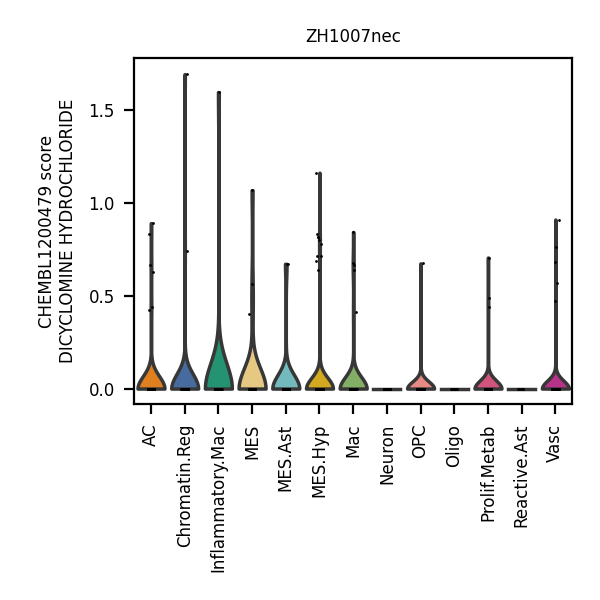 ZH1007nec
CHEMBL1200479 score
DICYCLOMINE HYDROCHLORIDE
1.5
1.0
0.5
0.0
AC
Chromatin.Reg
Inflammatory.Mac
MES
MES.Ast
MES.Hyp
Mac
Neuron
OPC
Oligo
Prolif.Metab
Reactive.Ast
Vasc